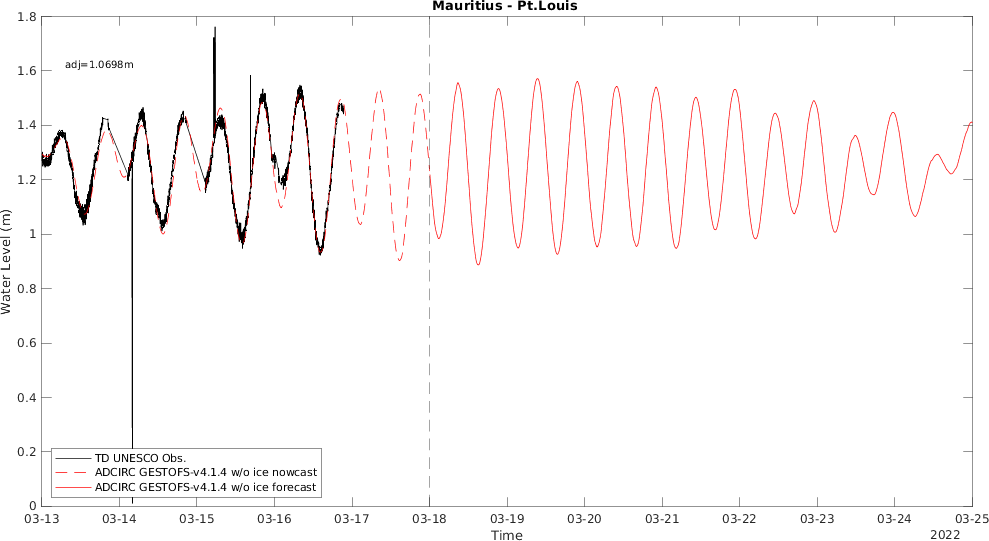 Mauritius - Pt.Louis
1.8
1.6
1.4
1.2
1
0.8
0.6
0.4
0.2
0
Water Level (m)
adj=1.0698m
TD UNESCO Obs.
ADCIRC GESTOFS-v4.1.4 w/o ice nowcast
ADCIRC GESTOFS-v4.1.4 w/o ice forecast
03-13 03-14 03-15 03-16 03-17 03-18 03-19 03-20 03-21 03-22 03-23 03-24 03-25
Time
2022